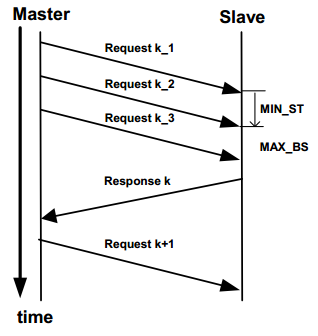 Master
Slave
Request k_1
Request k_2
MIN_ST
Request k_3
MAX_BS
Response k
Request k+1
time